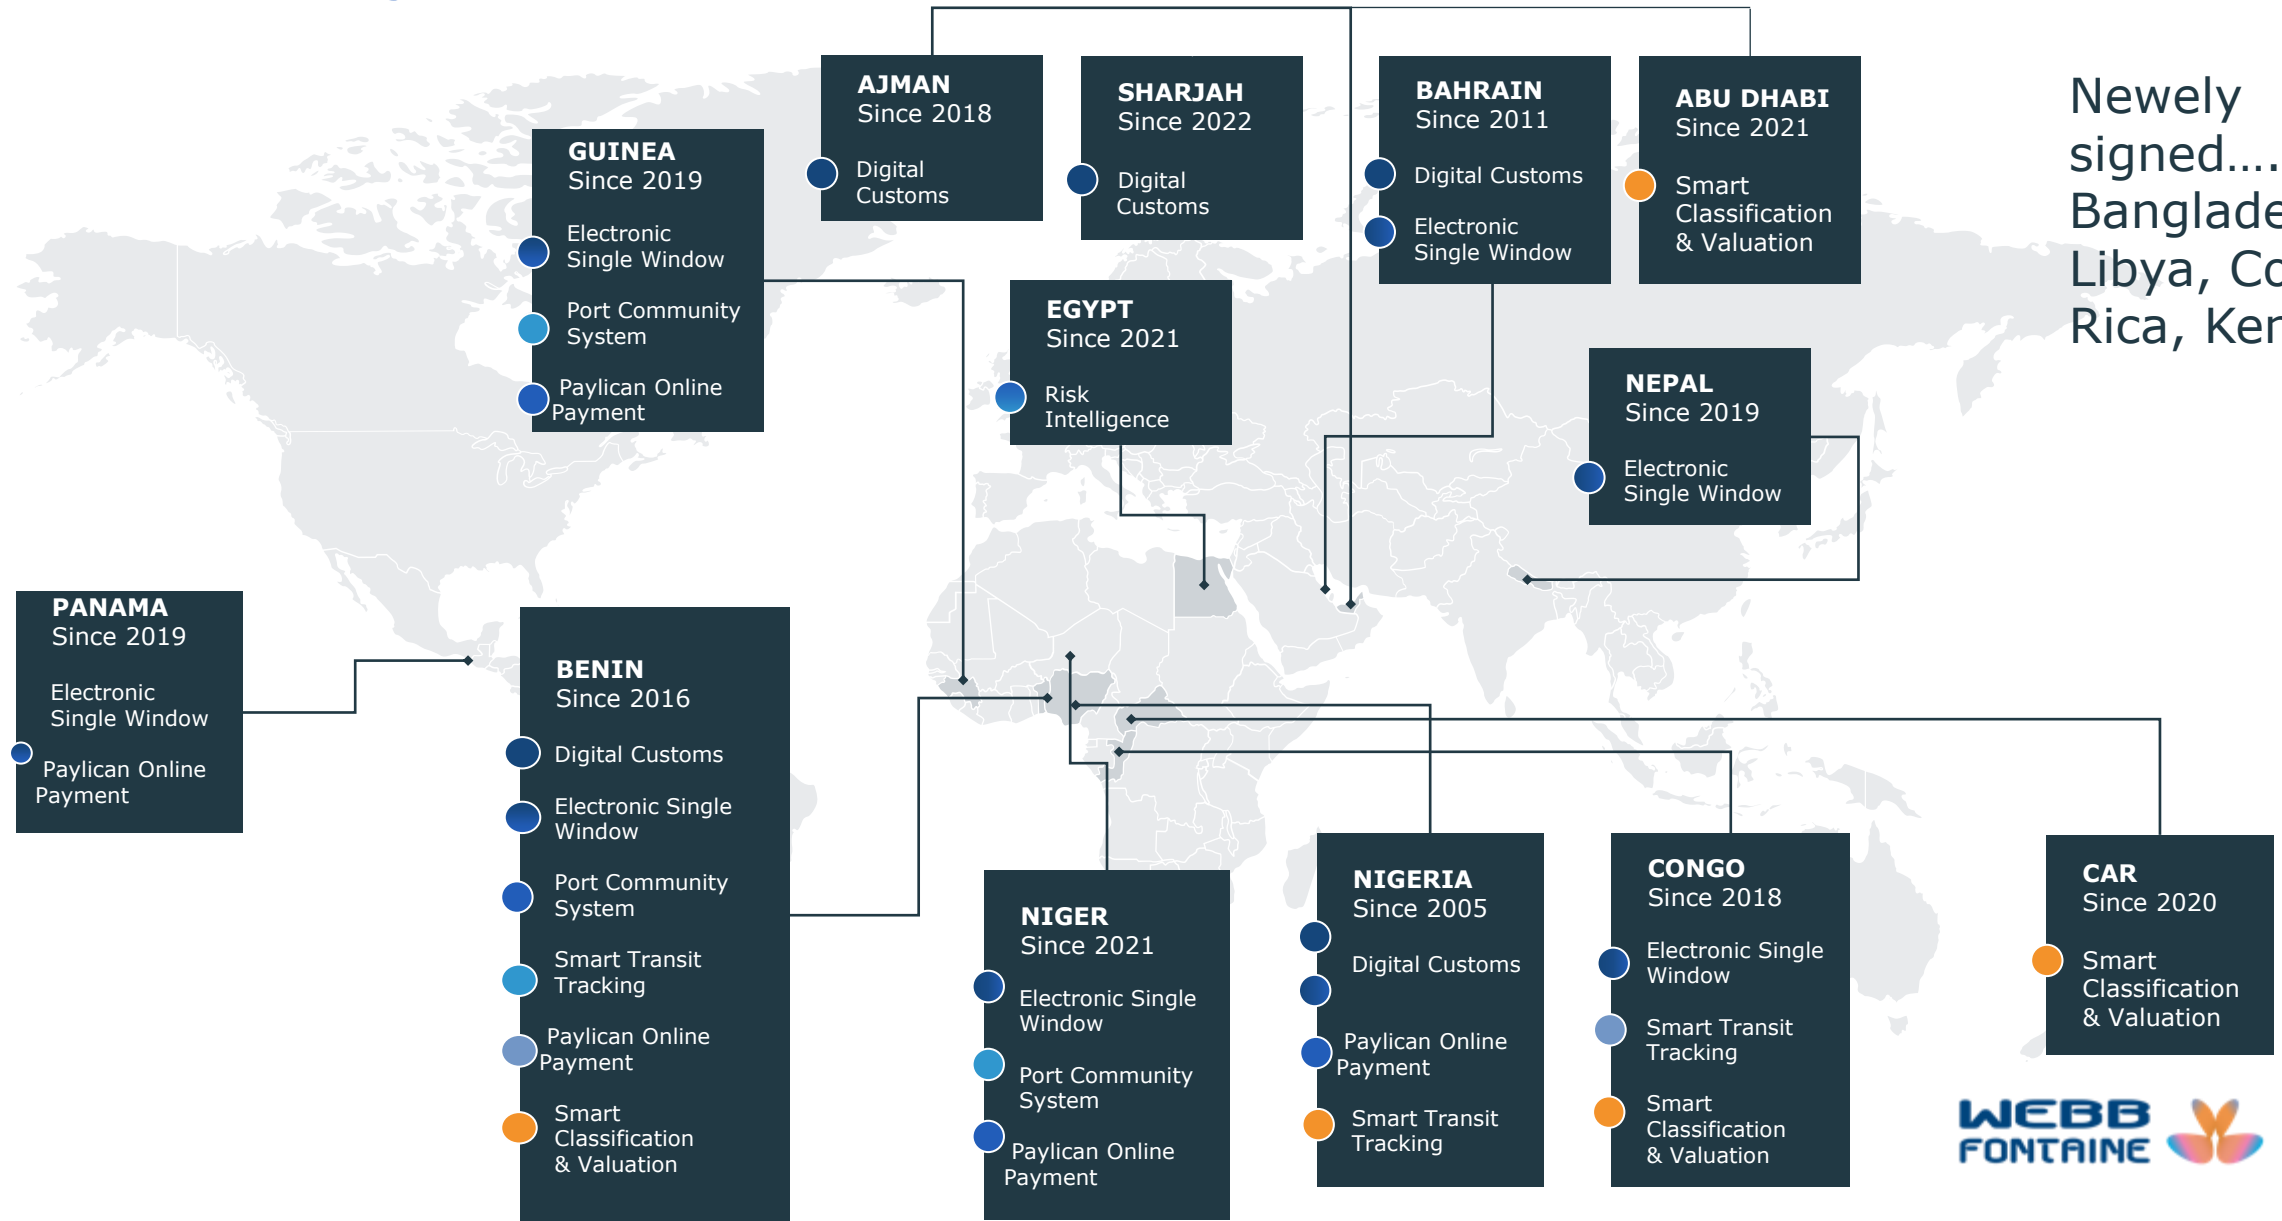 AJMAN
Since 2018
Digital
Customs
SHARJAH
Since 2022
Digital
Customs
BAHRAIN
Since 2011
Digital Customs
Electronic
Single Window
ABU DHABI
Since 2021
Smart
Classification
& Valuation
Newely
signed….
Banglade
Libya, Co
Rica, Ken
GUINEA
Since 2019
Electronic
Single Window
Port Community
System
Paylican Online
Payment
EGYPT
Since 2021
Risk
Intelligence
NEPAL
Since 2019
Electronic
Single Window
PANAMA
Since 2019
Electronic
Single Window
Paylican Online
Payment
BENIN
Since 2016
Digital Customs
Electronic Single
Window
Port Community
System
Smart Transit
Tracking
Paylican Online
Payment
Smart
Classification
& Valuation
NIGER
Since 2021
Electronic Single
Window
Port Community
System
Paylican Online
Payment
NIGERIA
Since 2005
Digital Customs
Paylican Online
Payment
Smart Transit
Tracking
CONGO
Since 2018
Electronic Single
Window
Smart Transit
Tracking
Smart
Classification
& Valuation
CAR
Since 2020
Smart
Classification
& Valuation
WEBB
FONTAINE